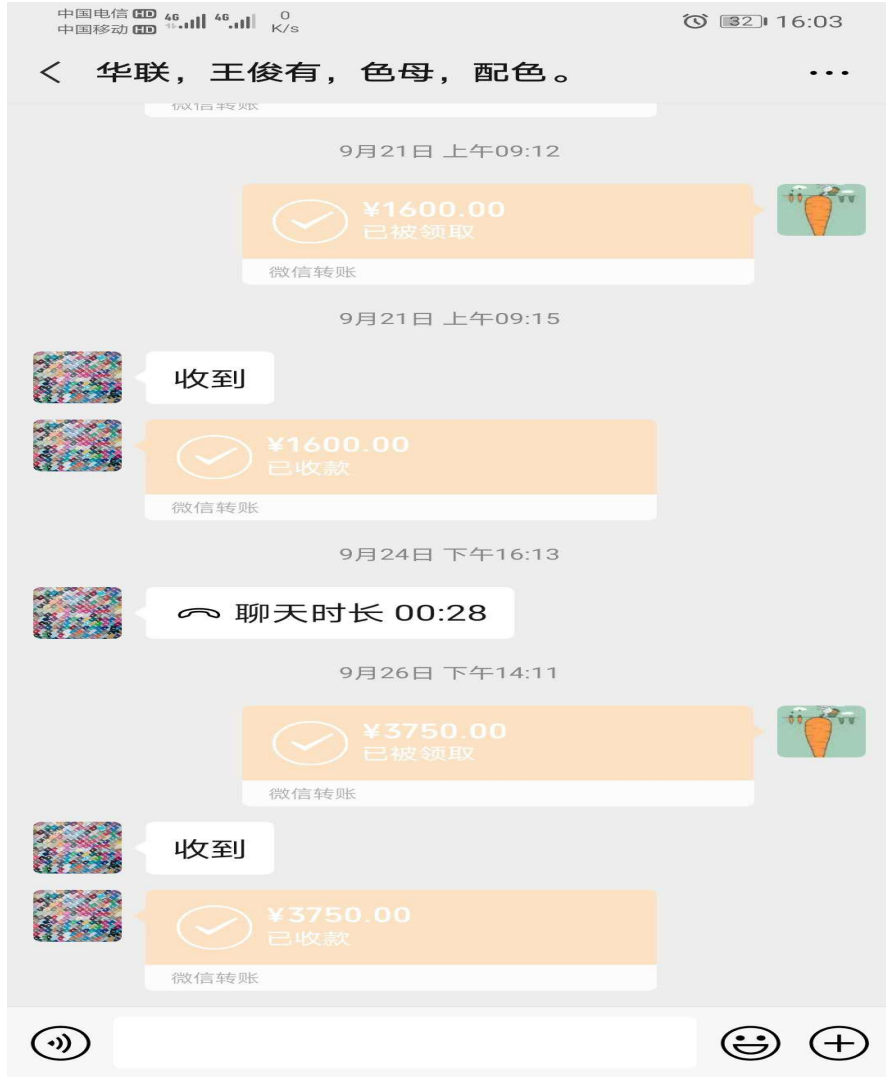 中国电信 HD 4G 4G 0
中国移动 HD K/s 32 16:03
华联，王俊有，色母，配色。
微信转账
9月21日 上午09:12
¥1600.00
已被领取
微信转账
9月21日 上午09:15
收到
¥1600.00
已收款
微信转账
9月24日 下午16:13
聊天时长 00:28
9月26日 下午14:11
¥3750.00
已被领取
微信转账
收到
¥3750.00
已收款
微信转账